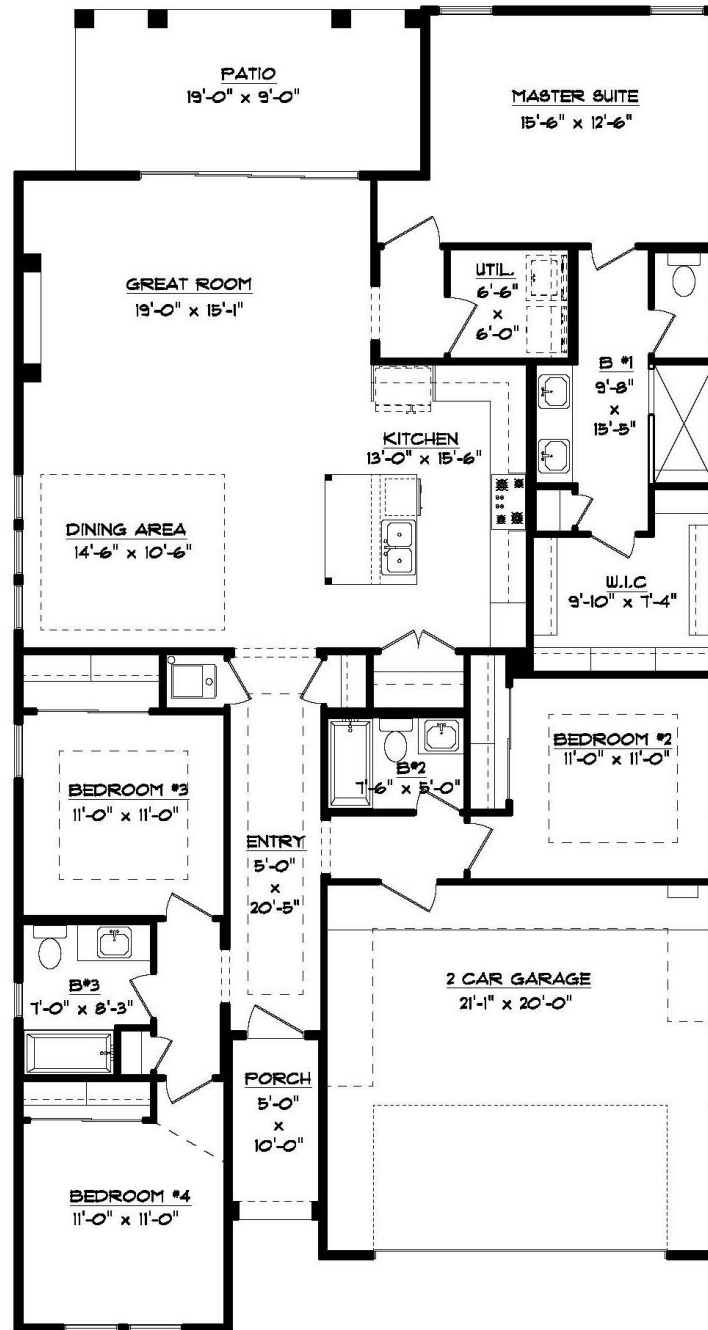 PATIO
19'-0" x 9'-0"
MASTER SUITE
15'-6" x 12'-6"
GREAT ROOM
19'-0" x 15'-1"
UTIL.
6'-6"
x
6'-0"
B #1
9'-8"
x
15'-5"
KITCHEN
13'-0" x 15'-6"
DINING AREA
14'-6" x 10'-6"
W.I.C
9'-10" x 7'-4"
BEDROOM #2
11'-0" x 11'-0"
B#2
7'-6" x 5'-0"
BEDROOM #3
11'-0" x 11'-0"
ENTRY
5'-0"
x
20'-5"
B#3
7'-0" x 8'-3"
2 CAR GARAGE
21'-1" x 20'-0"
PORCH
5'-0"
x
10'-0"
BEDROOM #4
11'-0" x 11'-0"